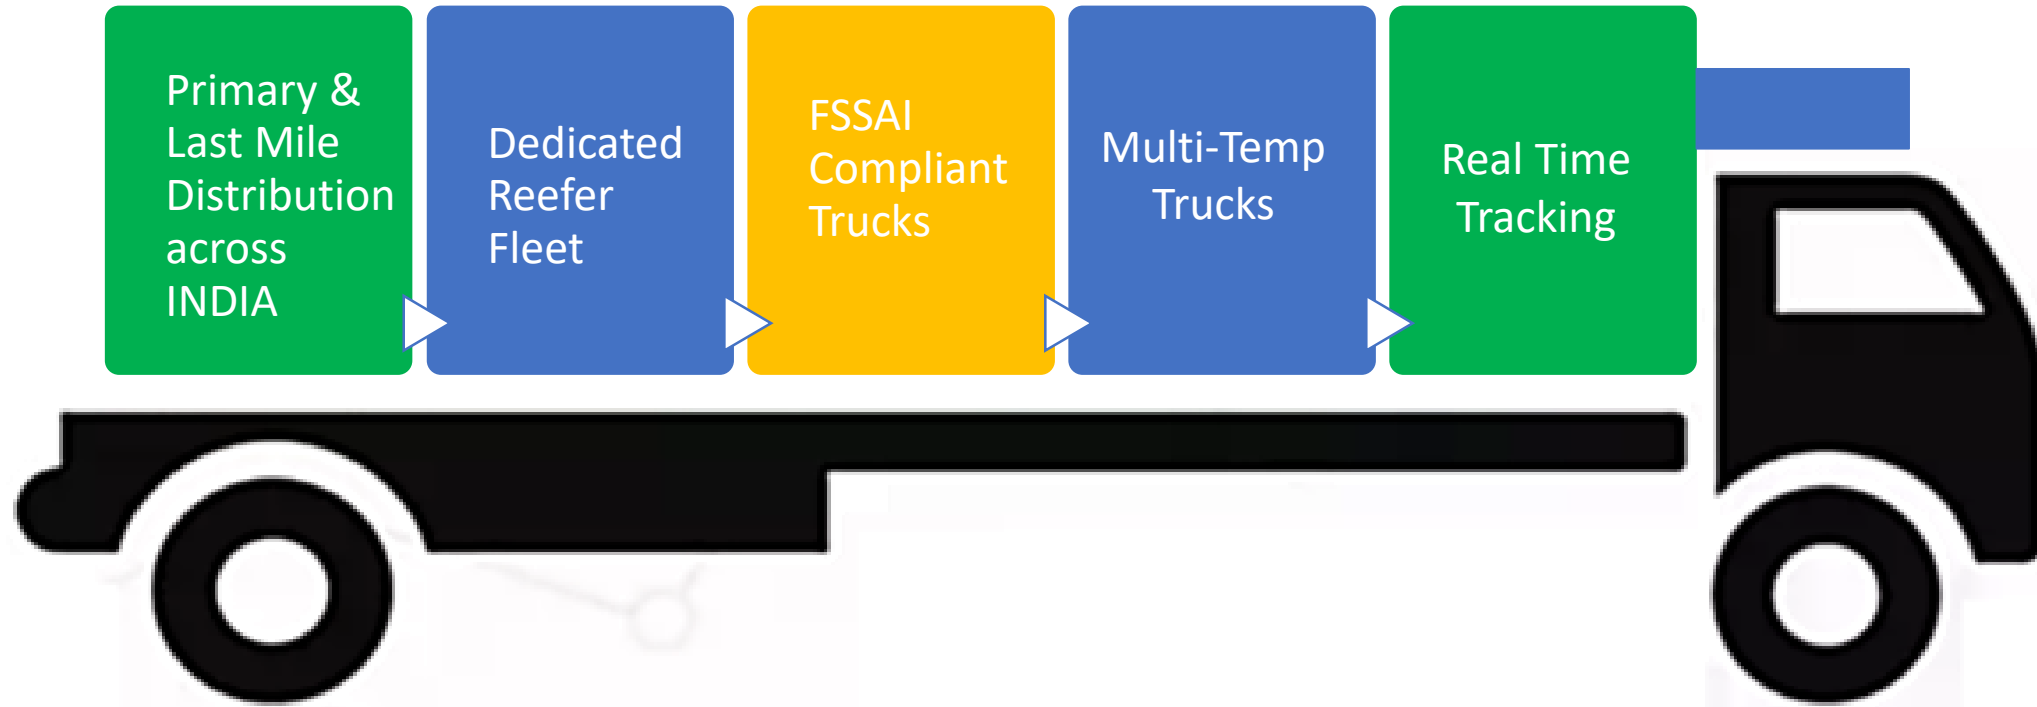 Primary &
Last Mile
Distribution
across
INDIA
Dedicated
Reefer
Fleet
FSSAI
Compliant
Trucks
Multi-Temp
Trucks
Real Time
Tracking